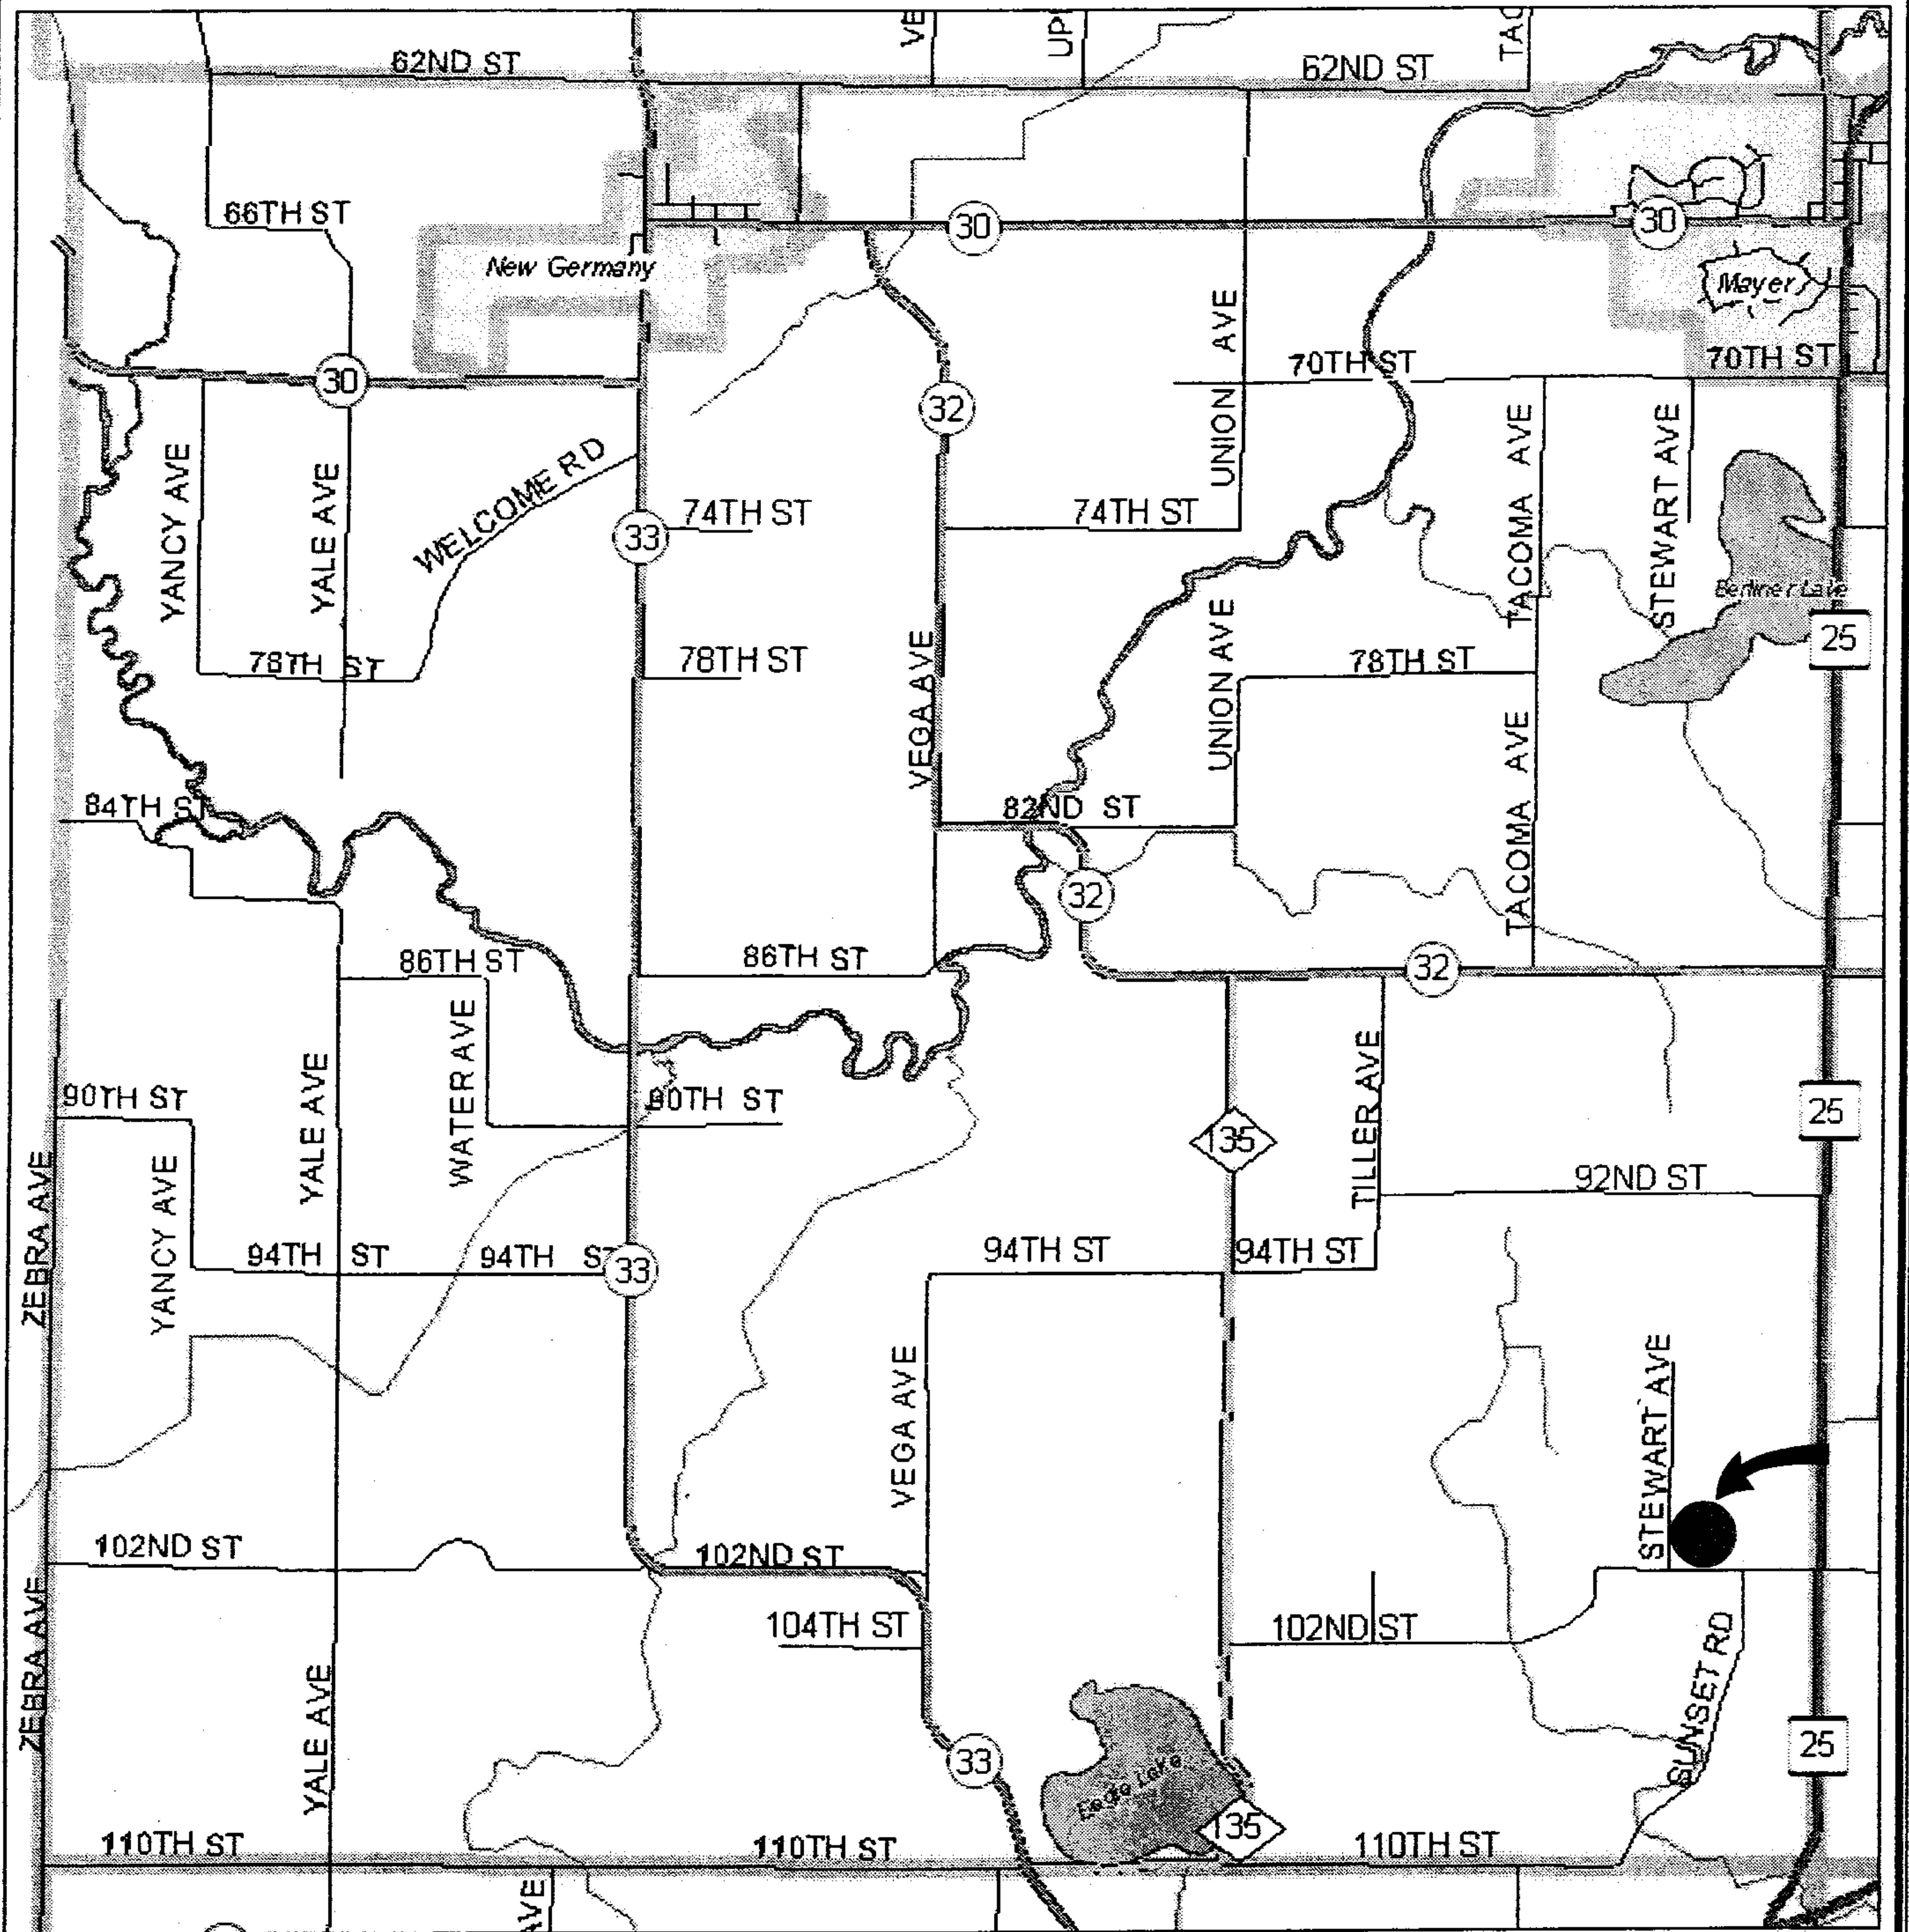 VE
UP
TAC
62ND ST
62ND ST
66TH ST
30
30
New Germany
Mayer
UNION AVE
70TH ST
70TH ST
30
32
YANCY AVE
YALE AVE
WELCOME RD
33
74TH ST
74TH ST
TACOMA AVE
STEWART AVE
Berliner Lake
25
78TH ST
78TH ST
VEGA AVE
UNION AVE
78TH ST
TACOMA AVE
84TH ST
82ND ST
32
86TH ST
86TH ST
32
WATER AVE
YALE AVE
90TH ST
90TH ST
135
TILLER AVE
25
92ND ST
ZEBRA AVE
YANCY AVE
94TH ST
94TH ST
33
94TH ST
94TH ST
VEGA AVE
STEWART AVE
102ND ST
102ND ST
104TH ST
102ND ST
ZEBRA AVE
YALE AVE
SUNSET RD
33
Eagle Lake
25
135
110TH ST
110TH ST
110TH ST
AVE